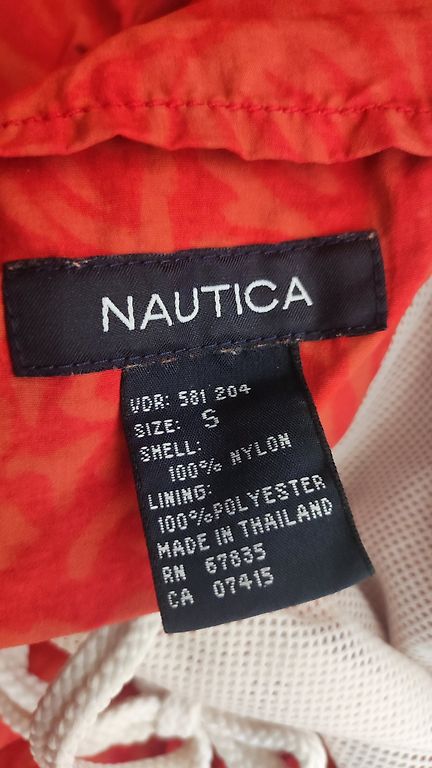 NAUTICA
VDR: 581 204
SIZE: S
SHELL:
100% NYLON
LINING:
100%POLYESTER
MADE IN THAILAND
RN 67835
CA 07415